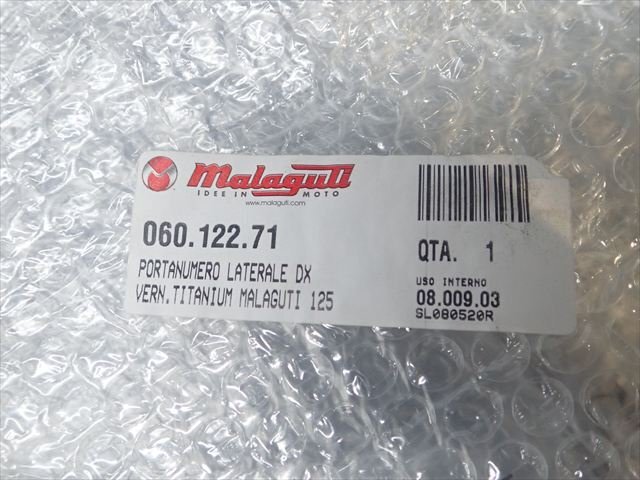 Malaguti
IDEE IN MOTO
www.malaguti.com
060.122.71
PORTANUMERO LATERALE DX
VERN.TITANIUM MALAGUTI 125
QTA. 1
USO INTERNO
08.009.03
SL080520R